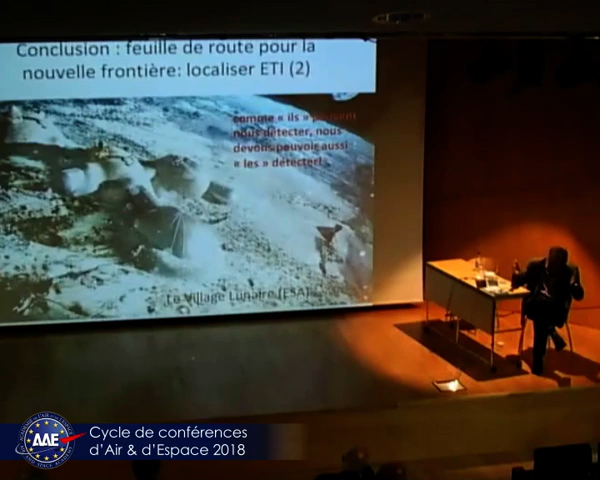 Conclusion : feuille de route pour la
nouvelle frontière: localiser ETI (2)
comme « ils » peuvent
nous détecter, nous
devons pouvoir aussi
« les » détecter!
Le Village Lunaire (ESA)
AAE
Cycle de conférences
d'Air & d'Espace 2018